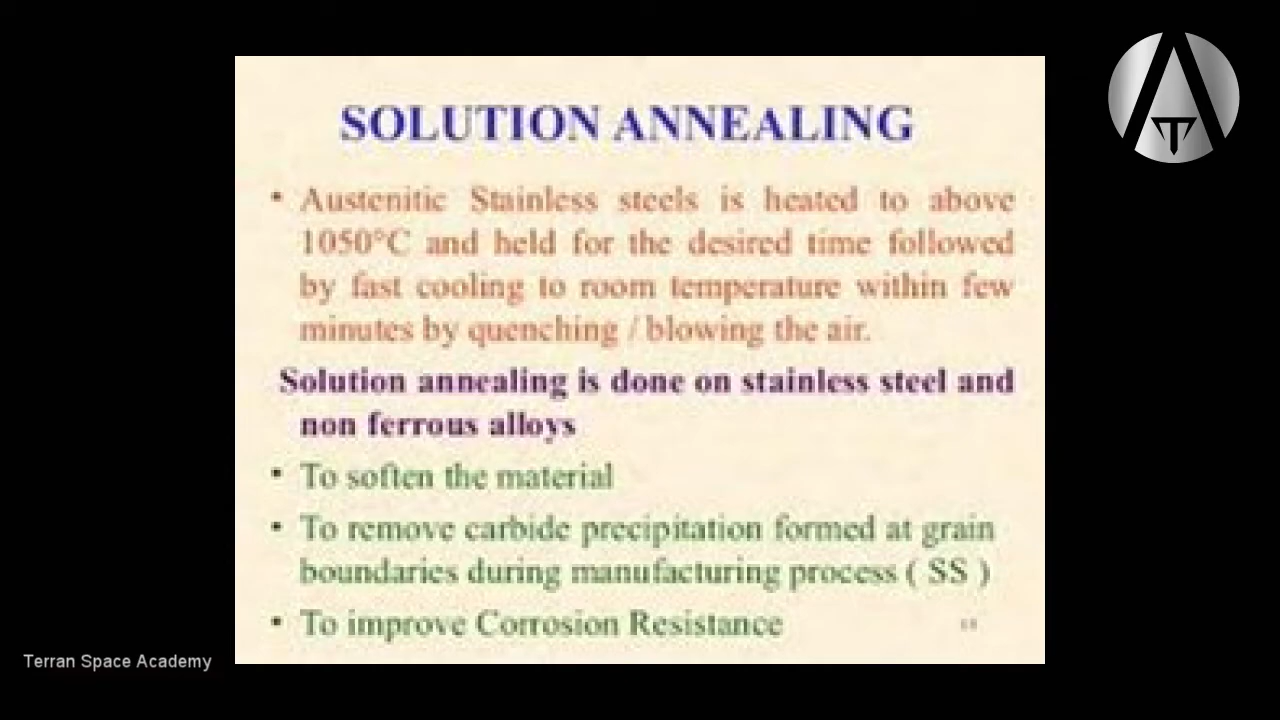 SOLUTION ANNEALING
• Austenitic Stainless steels is heated to above
1050°C and held for the desired time followed
by fast cooling to room temperature within few
minutes by quenching / blowing the air.
Solution annealing is done on stainless steel and
non ferrous alloys
• To soften the material
• To remove carbide precipitation formed at grain
boundaries during manufacturing process ( SS )
• To improve Corrosion Resistance
Terran Space Academy